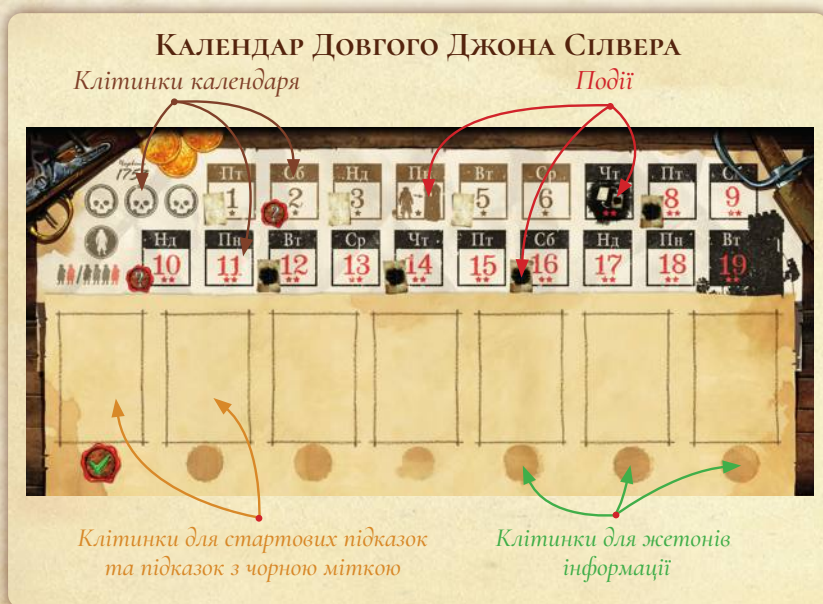 Календар Довгого Джона Сілвера
Клітинки календаря
Події
Червень
175
Пт Сб Нд Пн Вт Ср Чт Пт Сб
1 2 3 5 6 8 9
Нд Пн Вт Ср Чт Пт Сб Нд Пн Вт
10 11 12 13 14 15 16 17 18 19
Клітинки для стартових підказок
та підказок з чорною міткою
Клітинки для жетонів
інформації